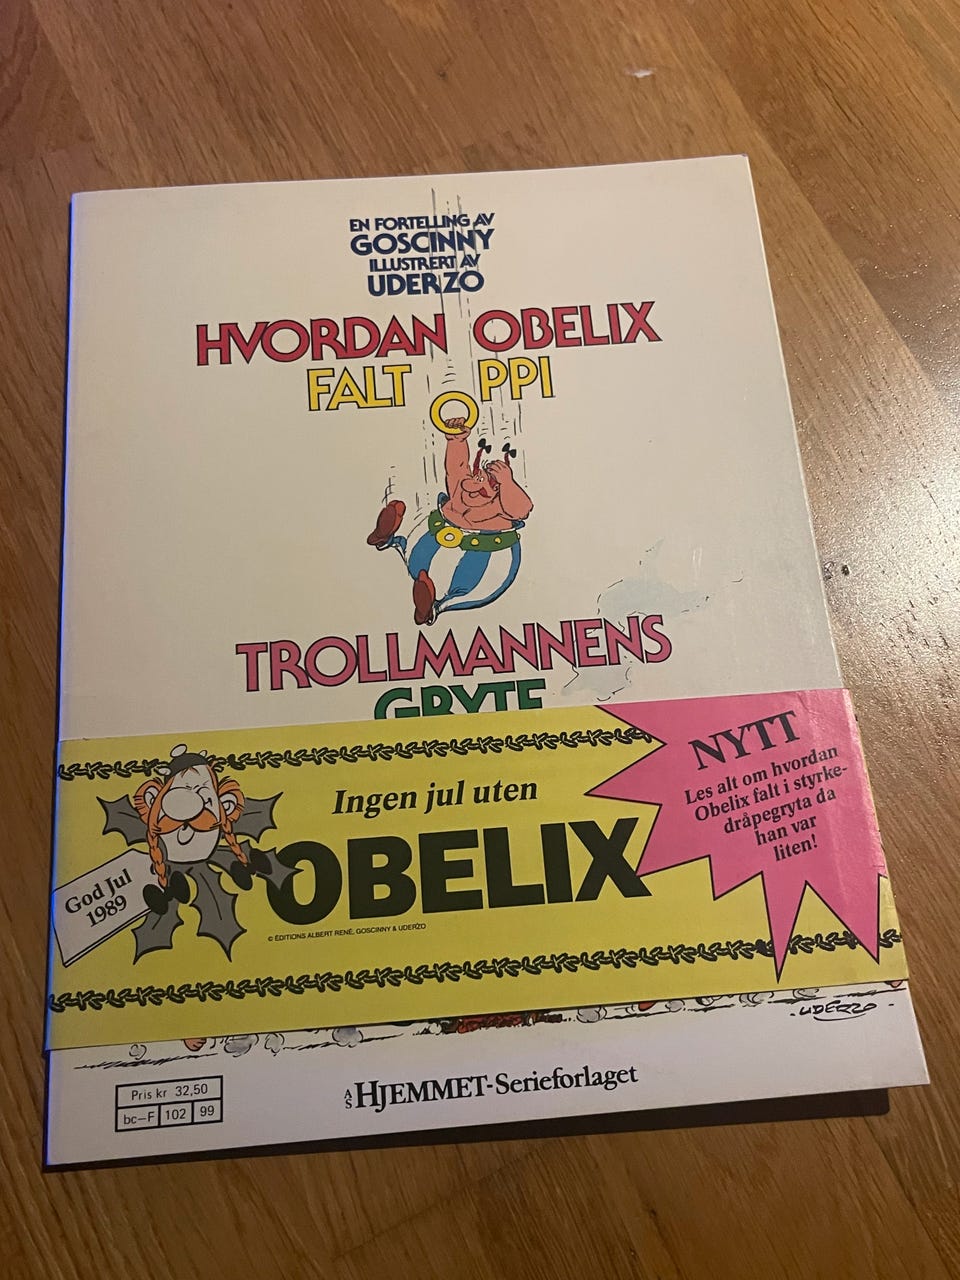 EN FORTELLING AV
GOSCINNY
ILLUSTRERT AV
UDERZO
HVORDAN OBELIX
FALT OPPI
TROLLMANNENS
GRYTE
Ingen jul uten
OBELIX
© EDITIONS ALBERT RENÉ, GOSCINNY & UDERZO
God Jul
1989
NYTT
Les alt om hvordan
Obelix falt i styrke-
dråpegryta da
han var
liten!
-UDERZO-
Pris kr 32,50
bc–F 102 99
AS HJEMMET-Serieforlaget